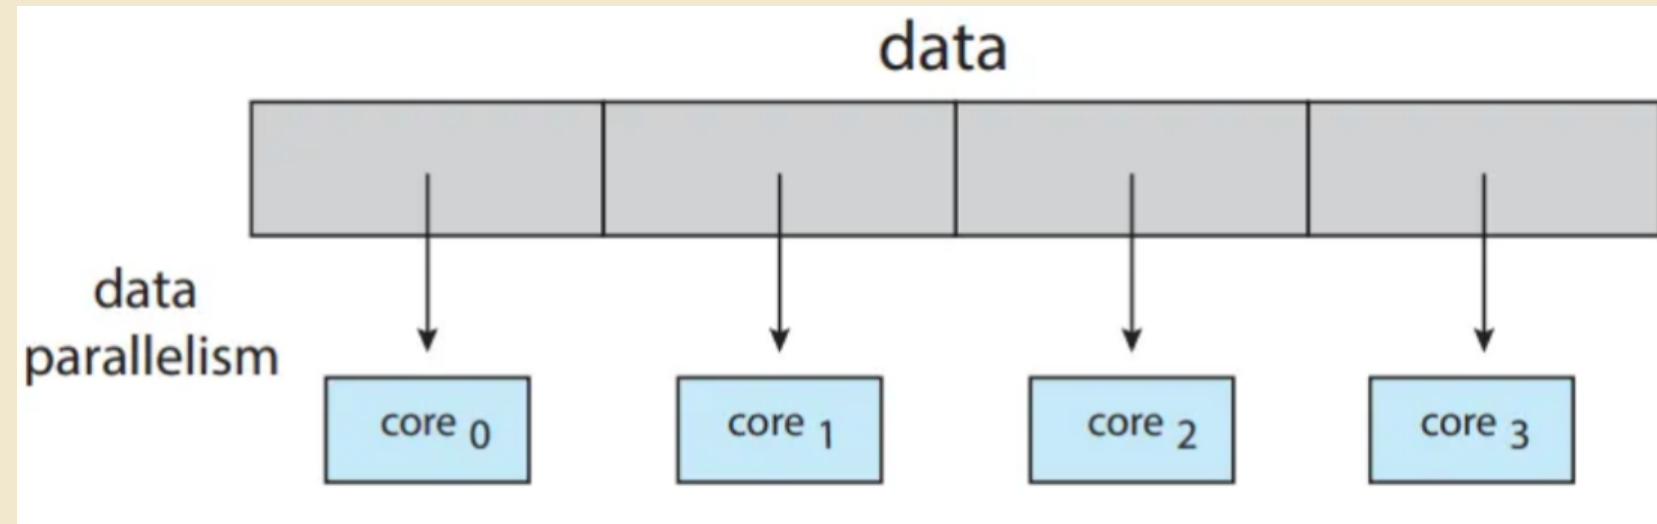 data
data
parallelism
core 0
core 1
core 2
core 3